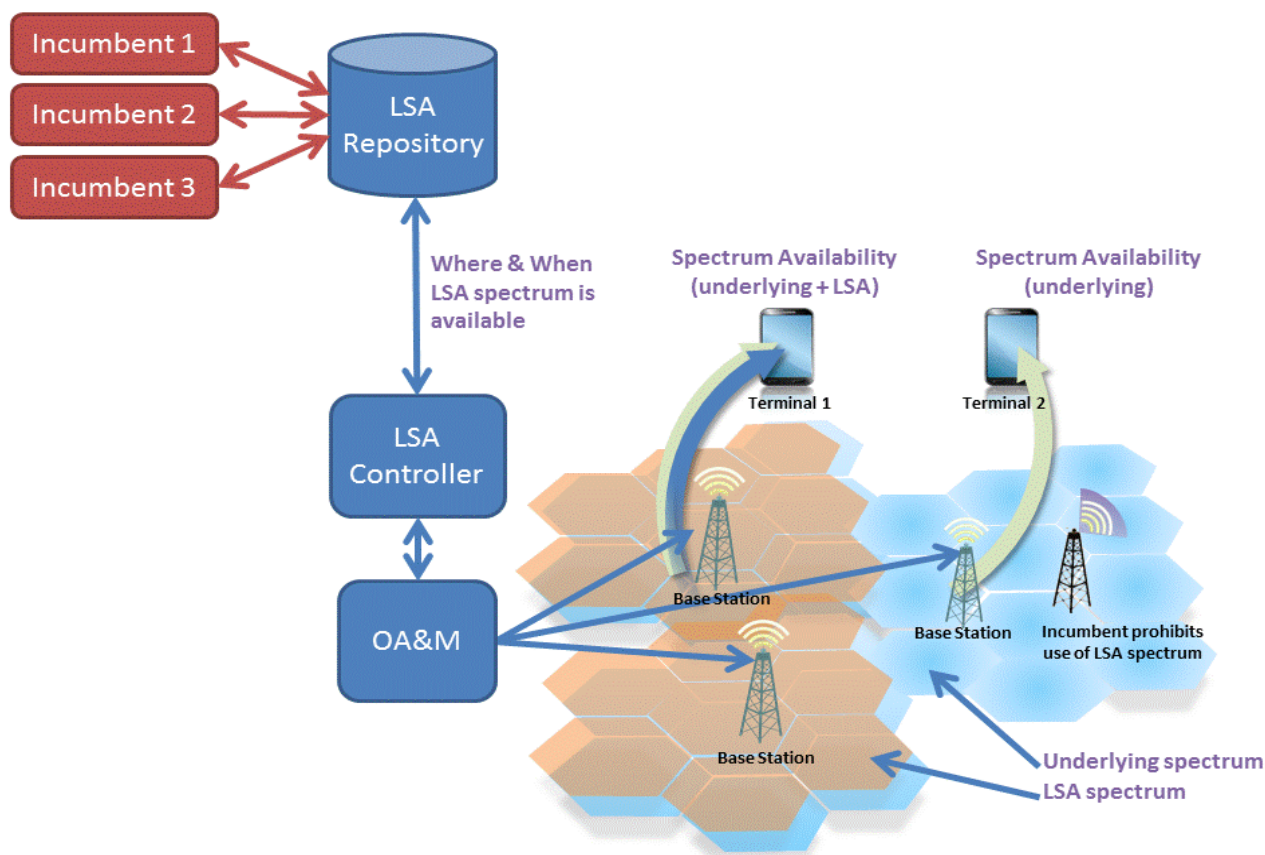 Incumbent 1
Incumbent 2
Incumbent 3
LSA
Repository
Where & When
LSA spectrum is
available
Spectrum Availability
(underlying + LSA)
Spectrum Availability
(underlying)
Terminal 1
Terminal 2
LSA
Controller
OA&M
Base Station
Base Station
Incumbent prohibits
use of LSA spectrum
Base Station
Underlying spectrum
LSA spectrum